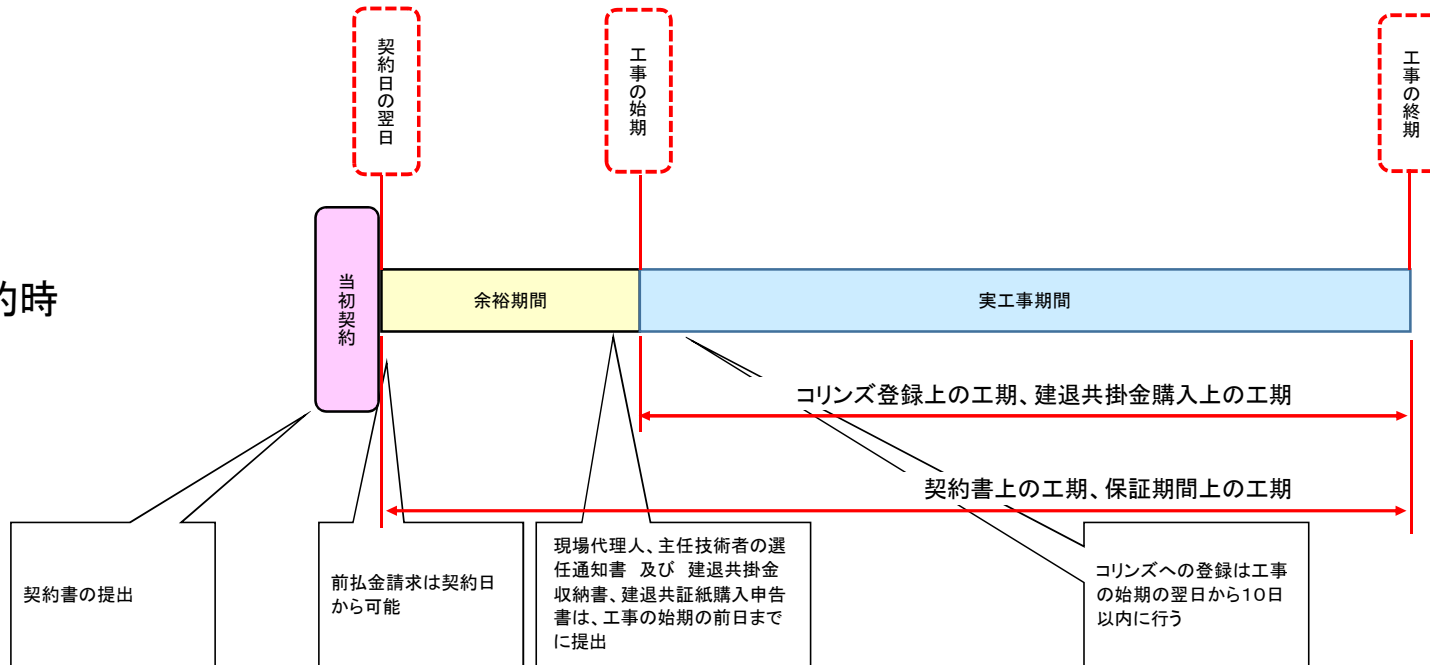 契約日の翌日
工事の始期
工事の終期
当初契約
約時
余裕期間
実工事期間
コリンズ登録上の工期、建退共掛金購入上の工期
契約書上の工期、保証期間上の工期
契約書の提出
前払金請求は契約日
から可能
現場代理人、主任技術者の選
任通知書 及び 建退共掛金
収納書、建退共証紙購入申告
書は、工事の始期の前日まで
に提出
コリンズへの登録は工事
の始期の翌日から10日
以内に行う